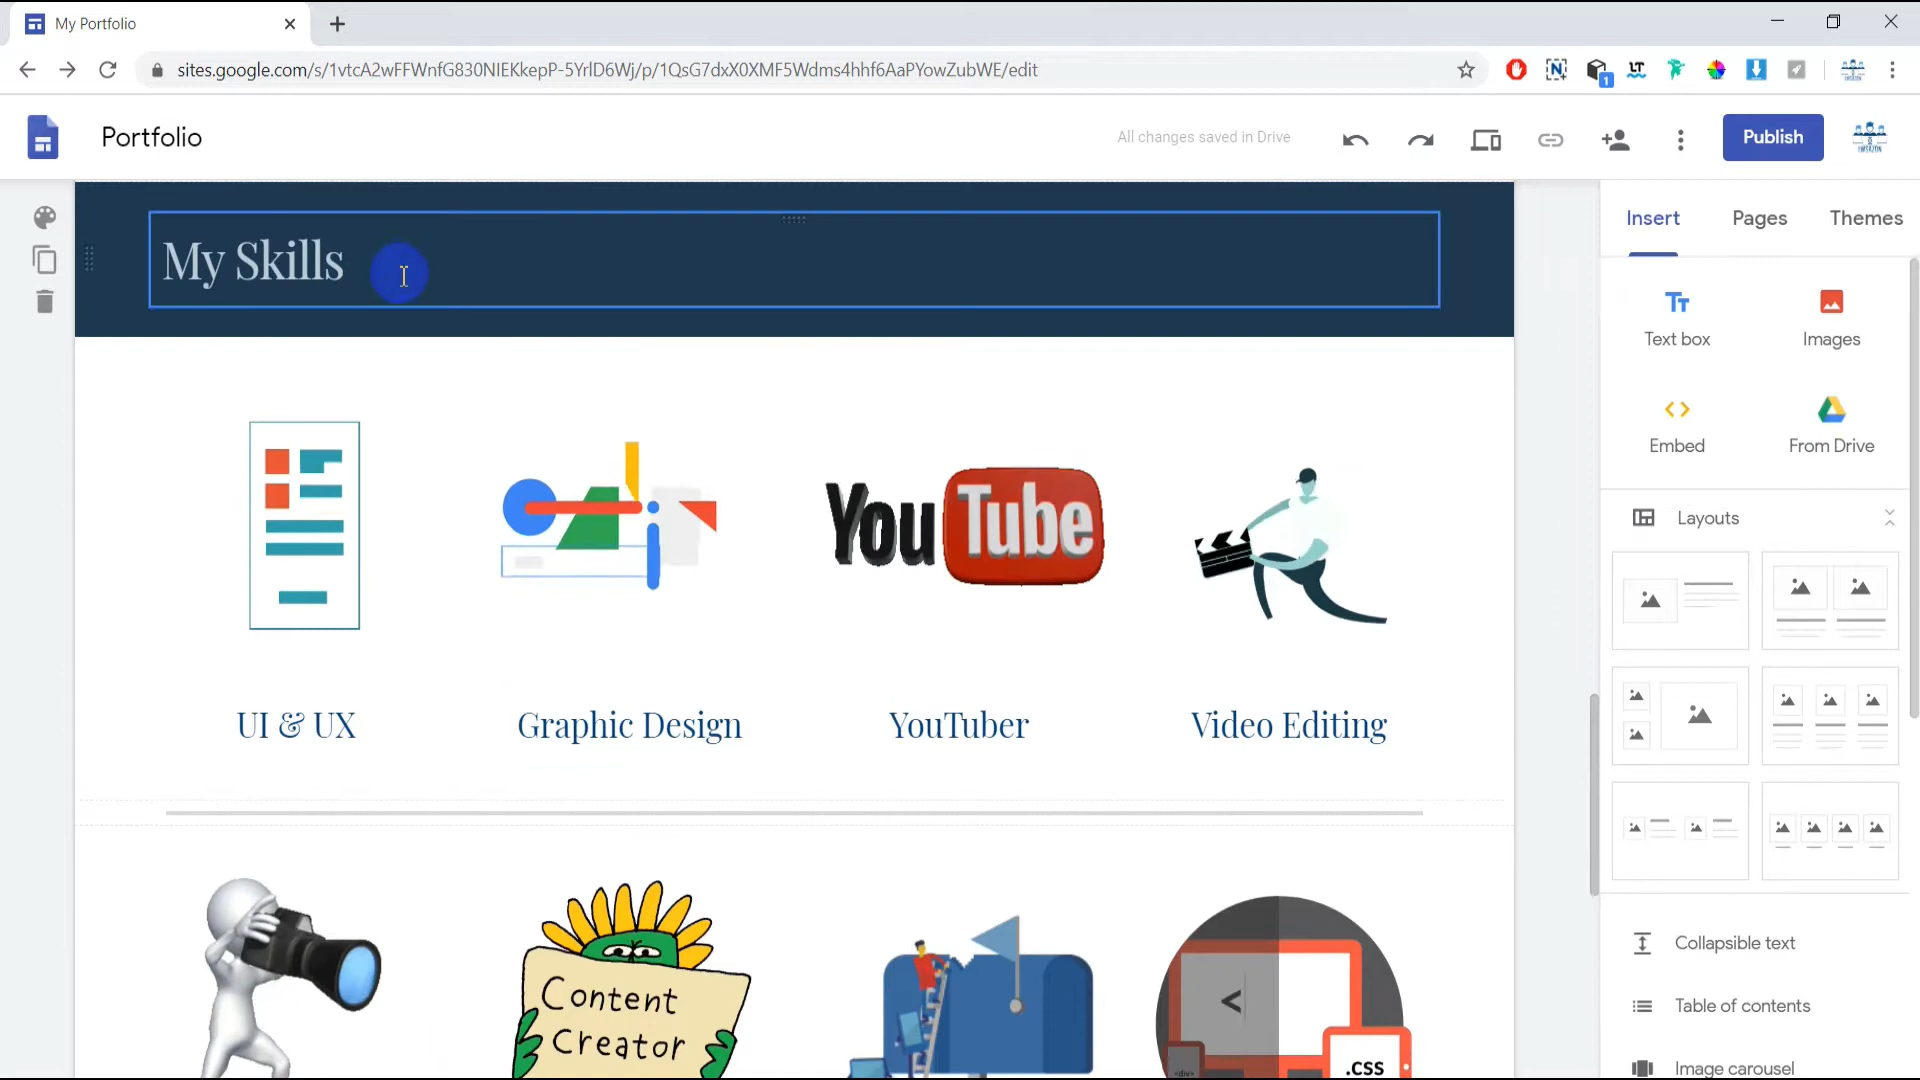 My Portfolio
sites.google.com/s/1vtcA2wFFWnfG830NIEKkepP-5YrlD6Wj/p/1QsG7dxX0XMF5Wdms4hhf6AaPYowZubWE/edit
1
Portfolio
All changes saved in Drive
Publish
My Skills
Insert
Pages
Themes
Text box
Images
Embed
From Drive
Layouts
YouTube
UI & UX
Graphic Design
YouTuber
Video Editing
Content
Creator
<
.CSS
<div>
Collapsible text
Table of contents
Image carousel